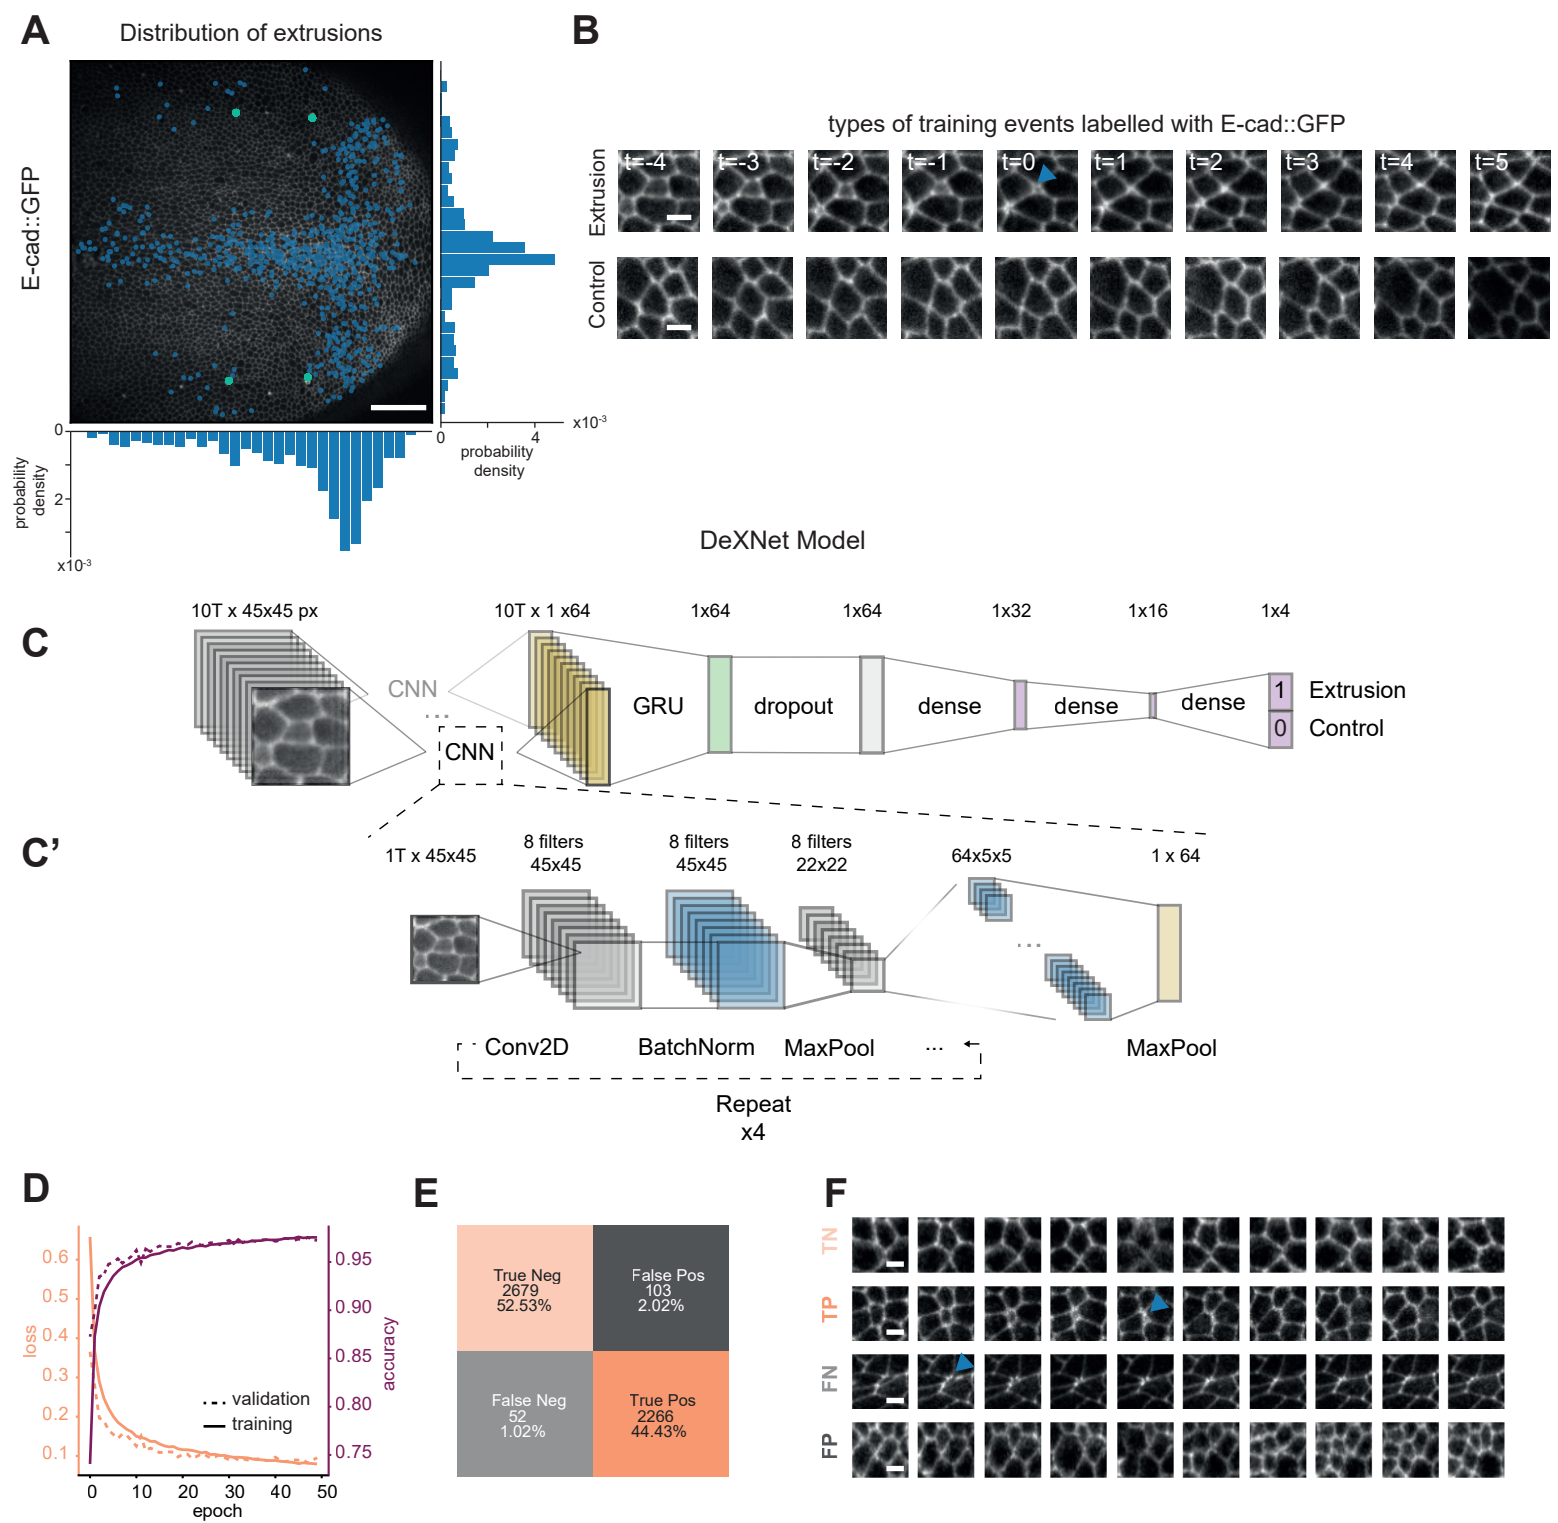 A
Distribution of extrusions
E-cad::GFP
0
4
x10-3
probability
density
0
2
probability
density
x10-3
B
types of training events labelled with E-cad::GFP
Extrusion
t=-4
t=-3
t=-2
t=-1
t=0
t=1
t=2
t=3
t=4
t=5
Control
DeXNet Model
C
10T x 45x45 px
10T x 1 x64
1x64
1x64
1x32
1x16
1x4
CNN
...
CNN
GRU
dropout
dense
dense
dense
1
Extrusion
0
Control
C’
1T x 45x45
8 filters
45x45
8 filters
45x45
8 filters
22x22
64x5x5
1 x 64
...
Conv2D
BatchNorm
MaxPool
...
MaxPool
Repeat
x4
D
loss
0.6
0.5
0.4
0.3
0.2
0.1
0.95
0.90
0.85
0.80
0.75
accuracy
validation
training
0
10
20
30
40
50
epoch
E
True Neg
2679
52.53%
False Pos
103
2.02%
False Neg
52
1.02%
True Pos
2266
44.43%
F
TN
TP
FN
FP